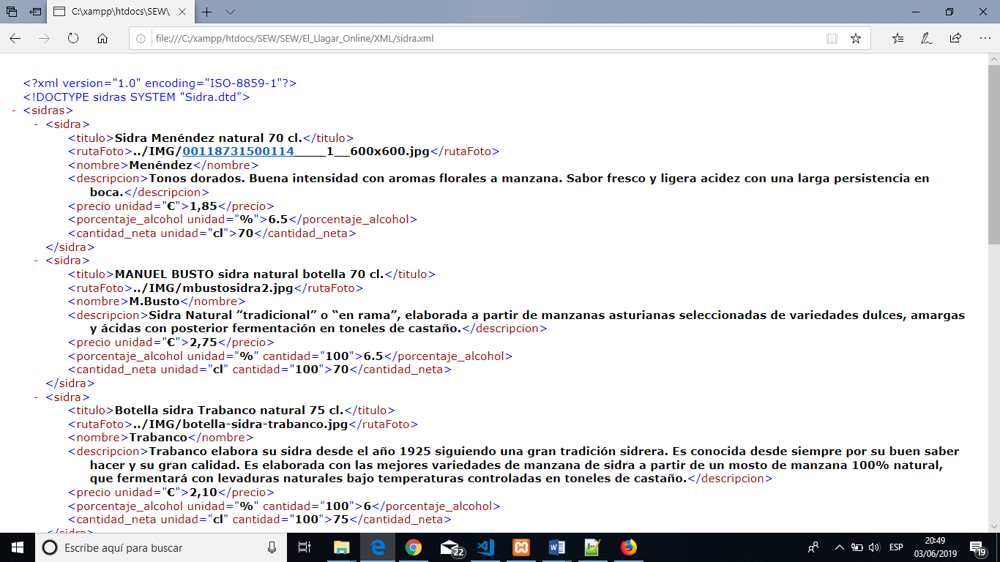 C:\xampp\htdocs\SEW\
file:///C:/xampp/htdocs/SEW/SEW/El_Llagar_Online/XML/sidra.xml
<?xml version="1.0" encoding="ISO-8859-1"?>
<!DOCTYPE sidras SYSTEM "Sidra.dtd">
- <sidras>
- <sidra>
<titulo>Sidra Menéndez natural 70 cl.</titulo>
<rutaFoto>../IMG/00118731500114_____1__600x600.jpg</rutaFoto>
<nombre>Menéndez</nombre>
<descripcion>Tonos dorados. Buena intensidad con aromas florales a manzana. Sabor fresco y ligera acidez con una larga persistencia en
boca.</descripcion>
<precio unidad="€">1,85</precio>
<porcentaje_alcohol unidad="%">6.5</porcentaje_alcohol>
<cantidad_neta unidad="cl">70</cantidad_neta>
</sidra>
- <sidra>
<titulo>MANUEL BUSTO sidra natural botella 70 cl.</titulo>
<rutaFoto>../IMG/mbustosidra2.jpg</rutaFoto>
<nombre>M.Busto</nombre>
<descripcion>Sidra Natural ”tradicional” o “en rama”, elaborada a partir de manzanas asturianas seleccionadas de variedades dulces, amargas
y ácidas con posterior fermentación en toneles de castaño.</descripcion>
<precio unidad="€">2,75</precio>
<porcentaje_alcohol unidad="%" cantidad="100">6.5</porcentaje_alcohol>
<cantidad_neta unidad="cl" cantidad="100">70</cantidad_neta>
</sidra>
- <sidra>
<titulo>Botella sidra Trabanco natural 75 cl.</titulo>
<rutaFoto>../IMG/botella-sidra-trabanco.jpg</rutaFoto>
<nombre>Trabanco</nombre>
<descripcion>Trabanco elabora su sidra desde el año 1925 siguiendo una gran tradición sidrera. Es conocida desde siempre por su buen saber
hacer y su gran calidad. Es elaborada con las mejores variedades de manzana de sidra a partir de un mosto de manzana 100% natural,
que fermentará con levaduras naturales bajo temperaturas controladas en toneles de castaño.</descripcion>
<precio unidad="€">2,10</precio>
<porcentaje_alcohol unidad="%" cantidad="100">6</porcentaje_alcohol>
<cantidad_neta unidad="cl" cantidad="100">75</cantidad_neta>
</sidra>
Escribe aquí para buscar
22
ESP
20:49
03/06/2019
19